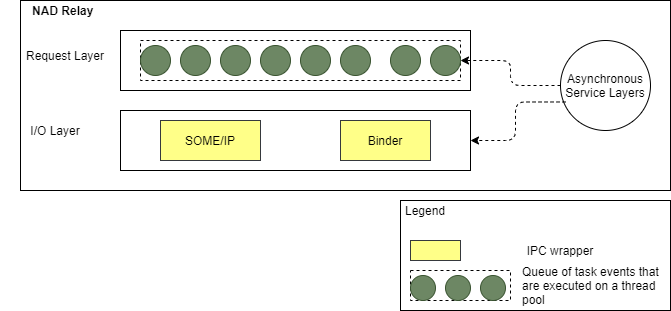 NAD Relay
Request Layer
Asynchronous
Service Layers
I/O Layer
SOME/IP
Binder
Legend
IPC wrapper
Queue of task events that
are executed on a thread
pool